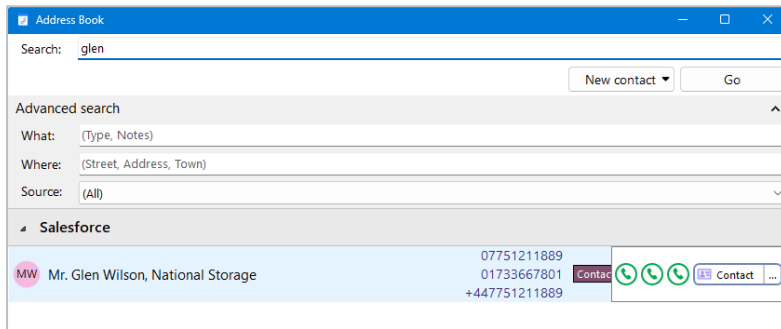 Address Book
Search: glen
New contact Go
Advanced search
What: (Type, Notes)
Where: (Street, Address, Town)
Source: (All)
Salesforce
07751211889
MW Mr. Glen Wilson, National Storage 01733667801 Contac Contact ...
+447751211889